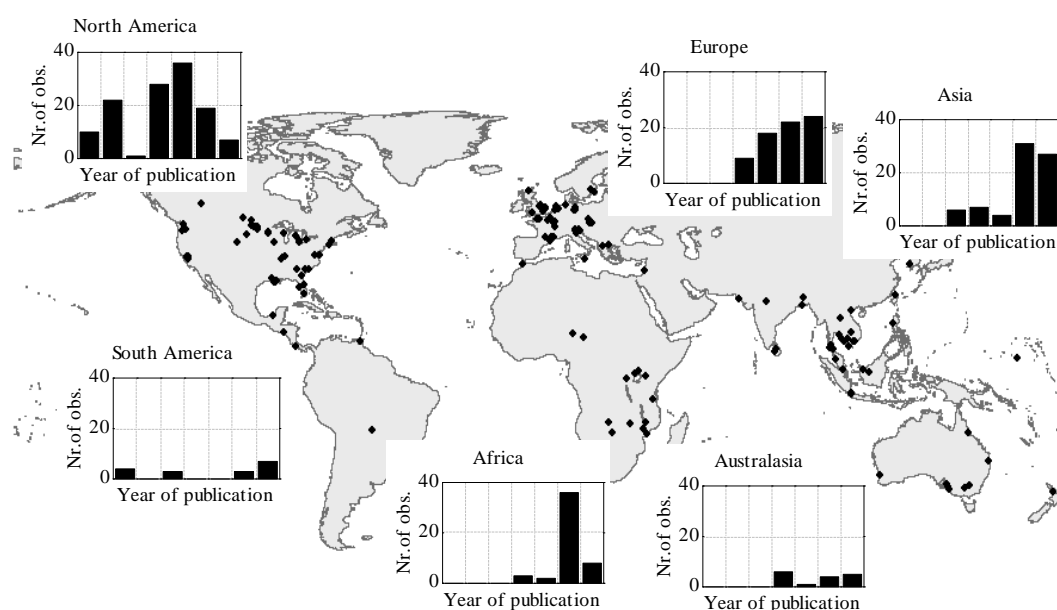 North America
40
20
0
Nr.of obs.
Year of publication
Europe
40
20
0
Nr.of obs.
Year of publication
Asia
40
20
0
Nr.of obs.
Year of publication
South America
40
20
0
Nr.of obs.
Year of publication
Africa
40
20
0
Nr.of obs.
Year of publication
Australasia
40
20
0
Nr.of obs.
Year of publication